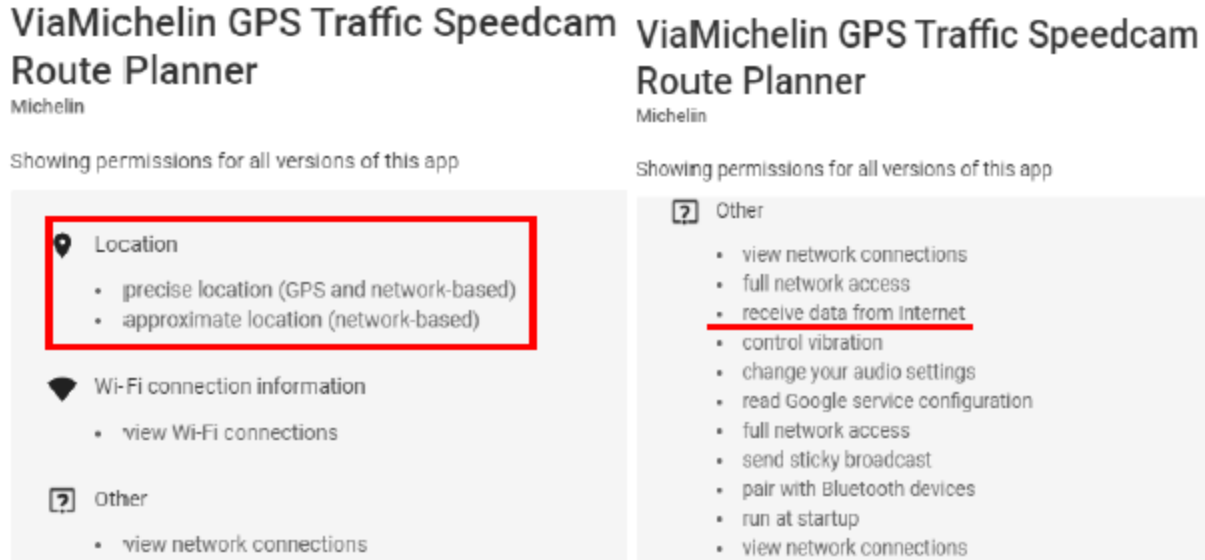 ViaMichelin GPS Traffic Speedcam
Route Planner
Michelin
Showing permissions for all versions of this app
Location
• precise location (GPS and network-based)
• approximate location (network-based)
Wi-Fi connection information
• view Wi-Fi connections
Other
• view network connections
ViaMichelin GPS Traffic Speedcam
Route Planner
Michelin
Showing permissions for all versions of this app
Other
• view network connections
• full network access
• receive data from Internet
• control vibration
• change your audio settings
• read Google service configuration
• full network access
• send sticky broadcast
• pair with Bluetooth devices
• run at startup
• view network connections